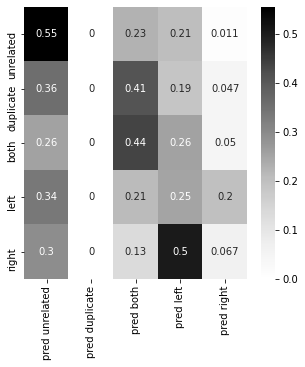 unrelated 0.55 0 0.23 0.21 0.011
duplicate 0.36 0 0.41 0.19 0.047
both 0.26 0 0.44 0.26 0.05
left 0.34 0 0.21 0.25 0.2
right 0.3 0 0.13 0.5 0.067
pred unrelated
pred duplicate
pred both
pred left
pred right
0.5
0.4
0.3
0.2
0.1
0.0